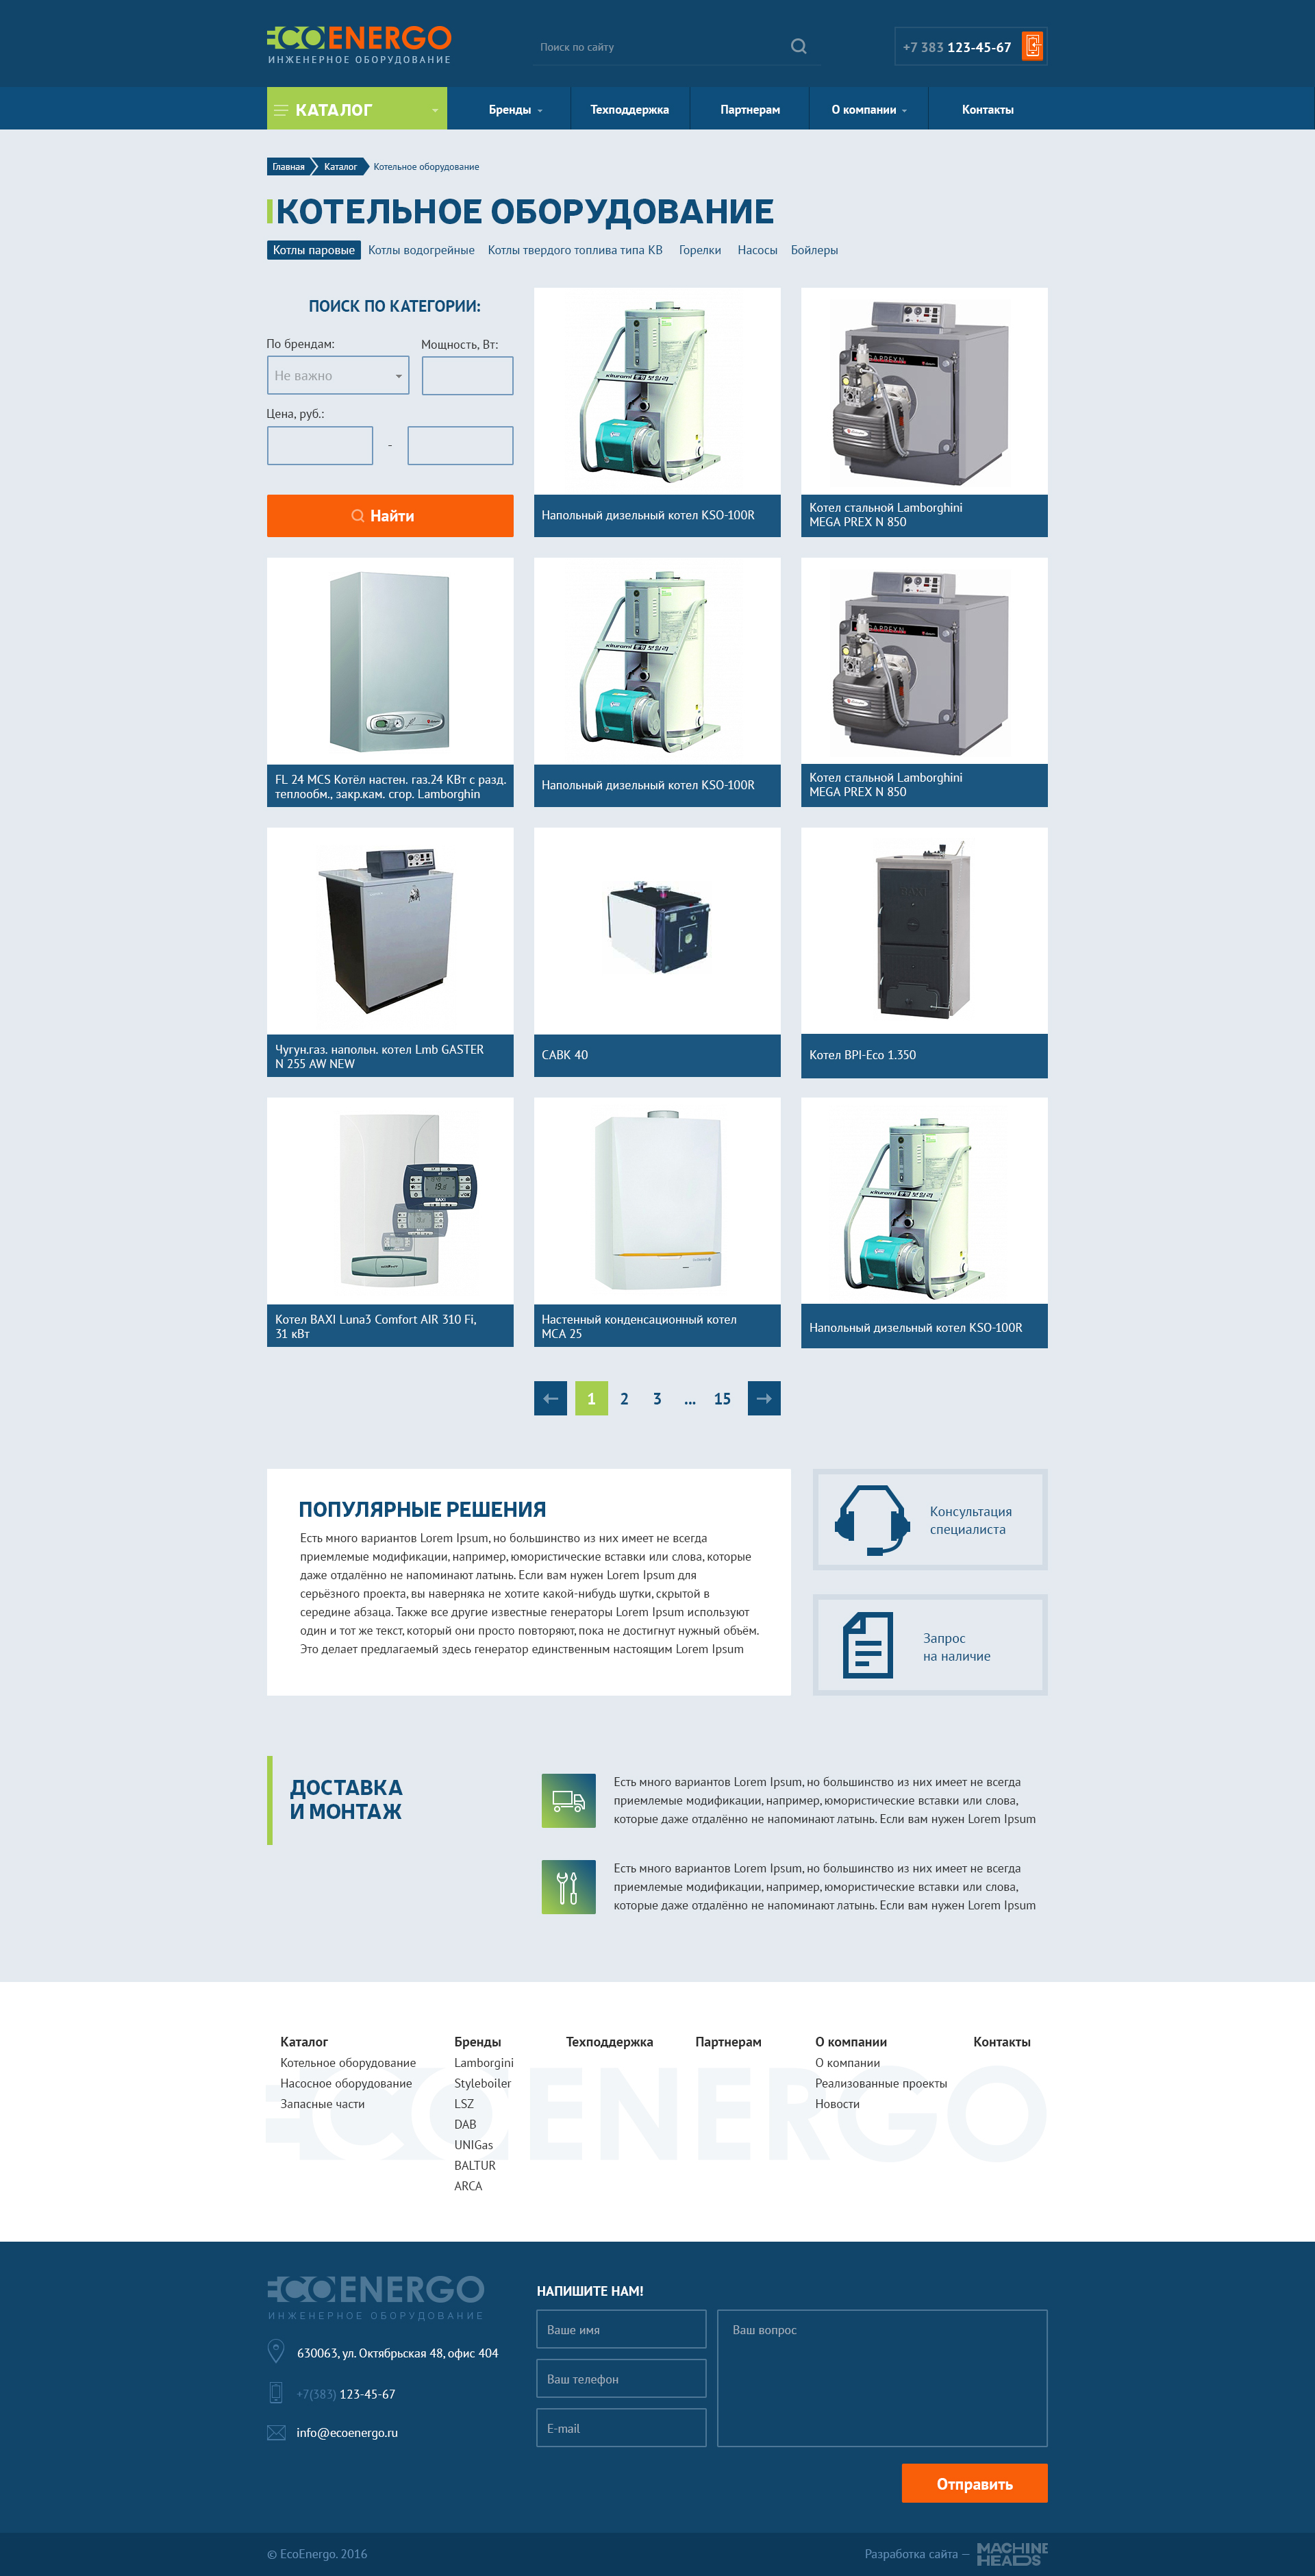 ECOENERGO
ИНЖЕНЕРНОЕ ОБОРУДОВАНИЕ
Поиск по сайту
+7 383 123-45-67
КАТАЛОГ
Бренды
Техподдержка
Партнерам
О компании
Контакты
Главная
Каталог
Котельное оборудование
КОТЕЛЬНОЕ ОБОРУДОВАНИЕ
Котлы паровые
Котлы водогрейные
Котлы твердого топлива типа КВ
Горелки
Насосы
Бойлеры
ПОИСК ПО КАТЕГОРИИ:
По брендам:
Мощность, Вт:
Не важно
Цена, руб.:
-
Найти
Напольный дизельный котел KSO-100R
Котел стальной Lamborghini
MEGA PREX N 850
FL 24 MCS Котёл настен. газ.24 КВт с разд.
теплообм., закр.кам. сгор. Lamborghin
Напольный дизельный котел KSO-100R
Котел стальной Lamborghini
MEGA PREX N 850
Чугун.газ. напольн. котел Lmb GASTER
N 255 AW NEW
САВК 40
Котел BPI-Eco 1.350
Котел BAXI Luna3 Comfort AIR 310 Fi,
31 кВт
Настенный конденсационный котел
MCA 25
Напольный дизельный котел KSO-100R
1
2
3
...
15
ПОПУЛЯРНЫЕ РЕШЕНИЯ
Есть много вариантов Lorem Ipsum, но большинство из них имеет не всегда
приемлемые модификации, например, юмористические вставки или слова, которые
даже отдалённо не напоминают латынь. Если вам нужен Lorem Ipsum для
серьёзного проекта, вы наверняка не хотите какой-нибудь шутки, скрытой в
середине абзаца. Также все другие известные генераторы Lorem Ipsum используют
один и тот же текст, который они просто повторяют, пока не достигнут нужный объём.
Это делает предлагаемый здесь генератор единственным настоящим Lorem Ipsum
Консультация
специалиста
Запрос
на наличие
ДОСТАВКА
И МОНТАЖ
Есть много вариантов Lorem Ipsum, но большинство из них имеет не всегда
приемлемые модификации, например, юмористические вставки или слова,
которые даже отдалённо не напоминают латынь. Если вам нужен Lorem Ipsum
Есть много вариантов Lorem Ipsum, но большинство из них имеет не всегда
приемлемые модификации, например, юмористические вставки или слова,
которые даже отдалённо не напоминают латынь. Если вам нужен Lorem Ipsum
ECOENERGO
Каталог
Котельное оборудование
Насосное оборудование
Запасные части
Бренды
Lamborgini
Styleboiler
LSZ
DAB
UNIGas
BALTUR
ARCA
Техподдержка
Партнерам
О компании
О компании
Реализованные проекты
Новости
Контакты
ECOENERGO
ИНЖЕНЕРНОЕ ОБОРУДОВАНИЕ
630063, ул. Октябрьская 48, офис 404
+7(383) 123-45-67
info@ecoenergo.ru
НАПИШИТЕ НАМ!
Ваше имя
Ваш телефон
E-mail
Ваш вопрос
Отправить
© EcoEnergo. 2016
Разработка сайта —
MACHINE
HEADS